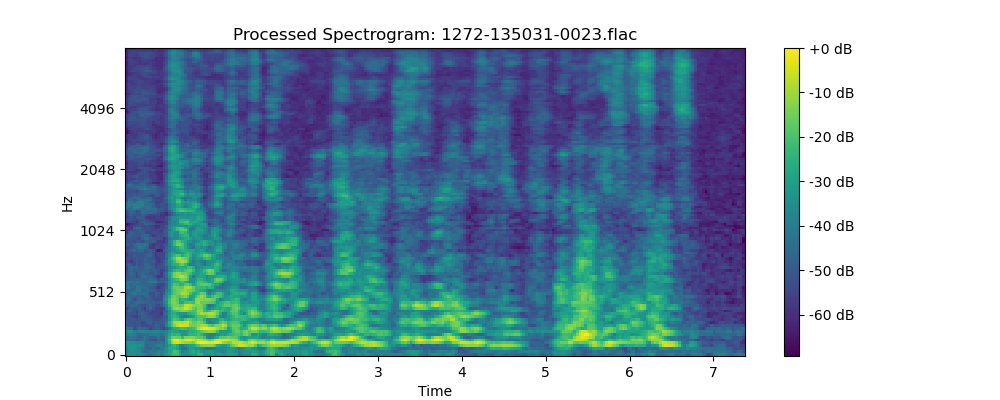 Processed Spectrogram: 1272-135031-0023.flac
Hz
4096
2048
1024
512
0
0 1 2 3 4 5 6 7
Time
+0 dB
-10 dB
-20 dB
-30 dB
-40 dB
-50 dB
-60 dB